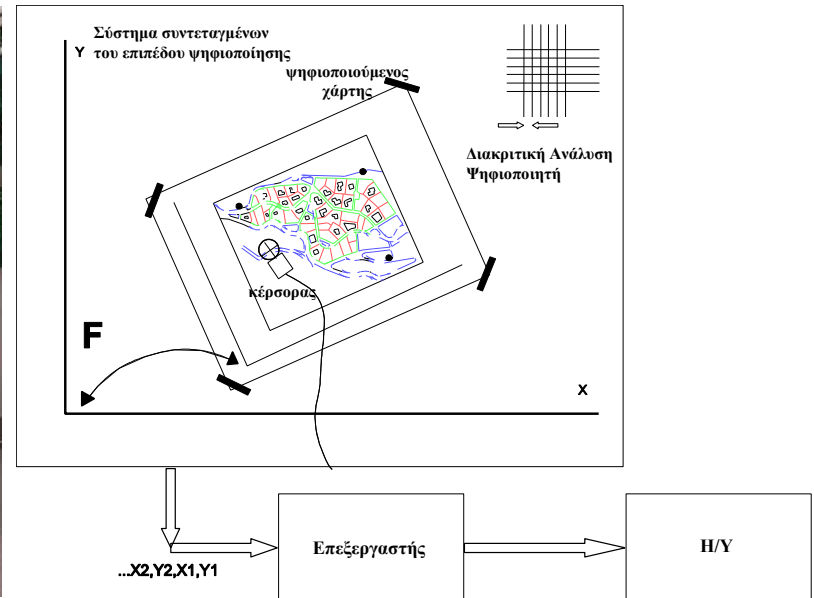 Σύστημα συντεταγμένων
Υ του επιπέδου ψηφιοποίησης
ψηφιοποιούμενος
χάρτης
Διακριτική Ανάλυση
Ψηφιοποιητή
κέρσορας
F
X
...X2,Y2,X1,Y1
Επεξεργαστής
Η/Υ